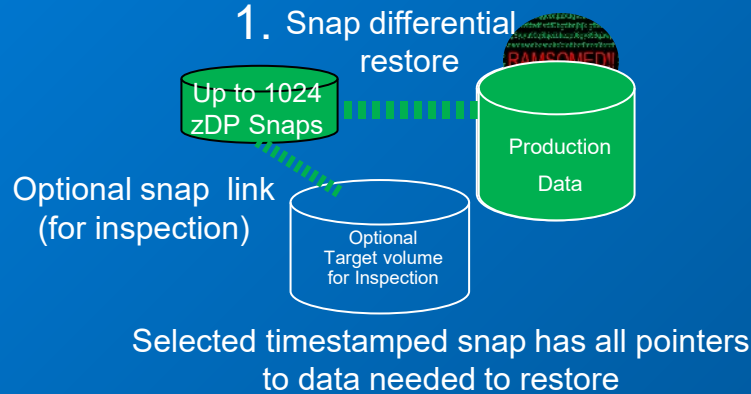 1. Snap differential
restore
RAMSOMED!!
Up to 1024
zDP Snaps
Production
Data
Optional snap link
(for inspection)
Optional
Target volume
for Inspection
Selected timestamped snap has all pointers
to data needed to restore